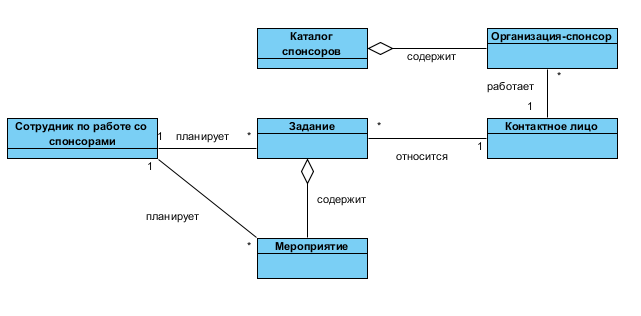 Каталог
спонсоров
содержит
Организация-спонсор
*
работает
1
Сотрудник по работе со
спонсорами
1
планирует
*
Задание
*
относится
1
Контактное лицо
1
планирует
*
содержит
Мероприятие